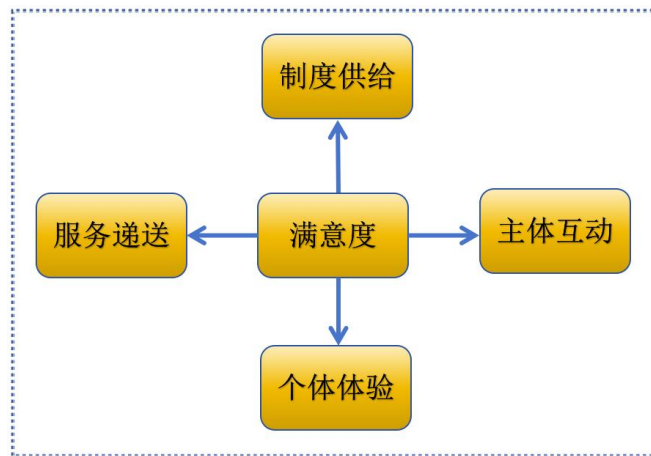 制度供给
服务递送
满意度
主体互动
个体体验